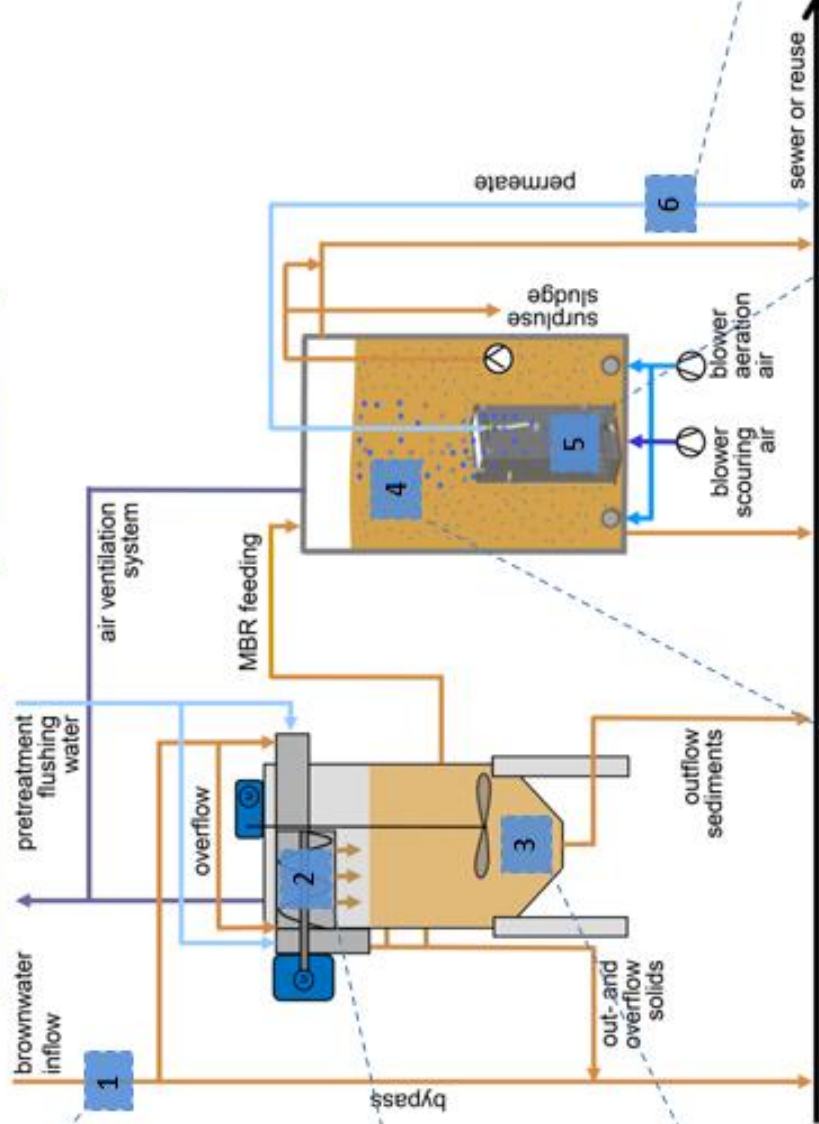 pretreatment
flushing
water
brownwater
inflow
1
air ventilation
system
overflow
2
bypass
3
out- and
overflow
solids
outflow
sediments
MBR feeding
4
5
surpluse
sludge
permeate
6
blower
scouring
air
blower
aeration
air
sewer or reuse